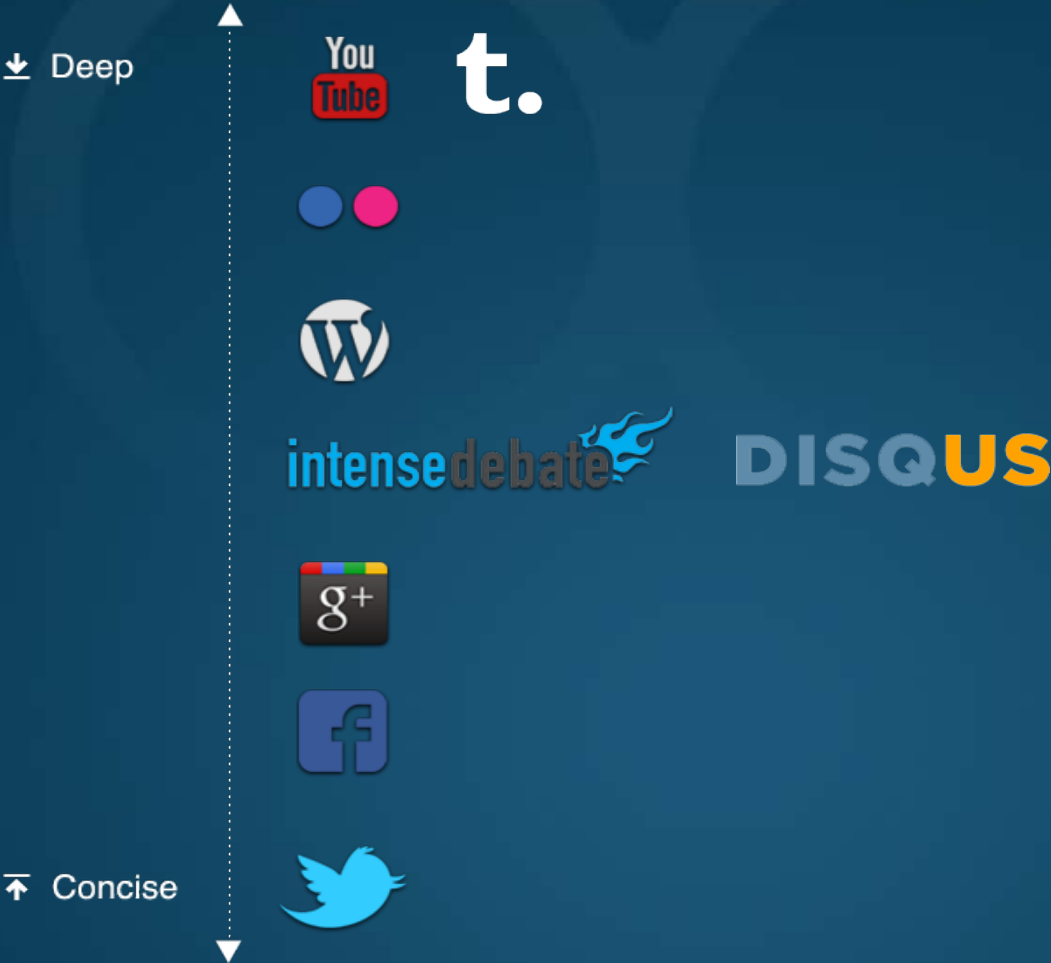 Deep
You
Tube
t.
W
intensedebate
DISQUS
g+
f
Concise